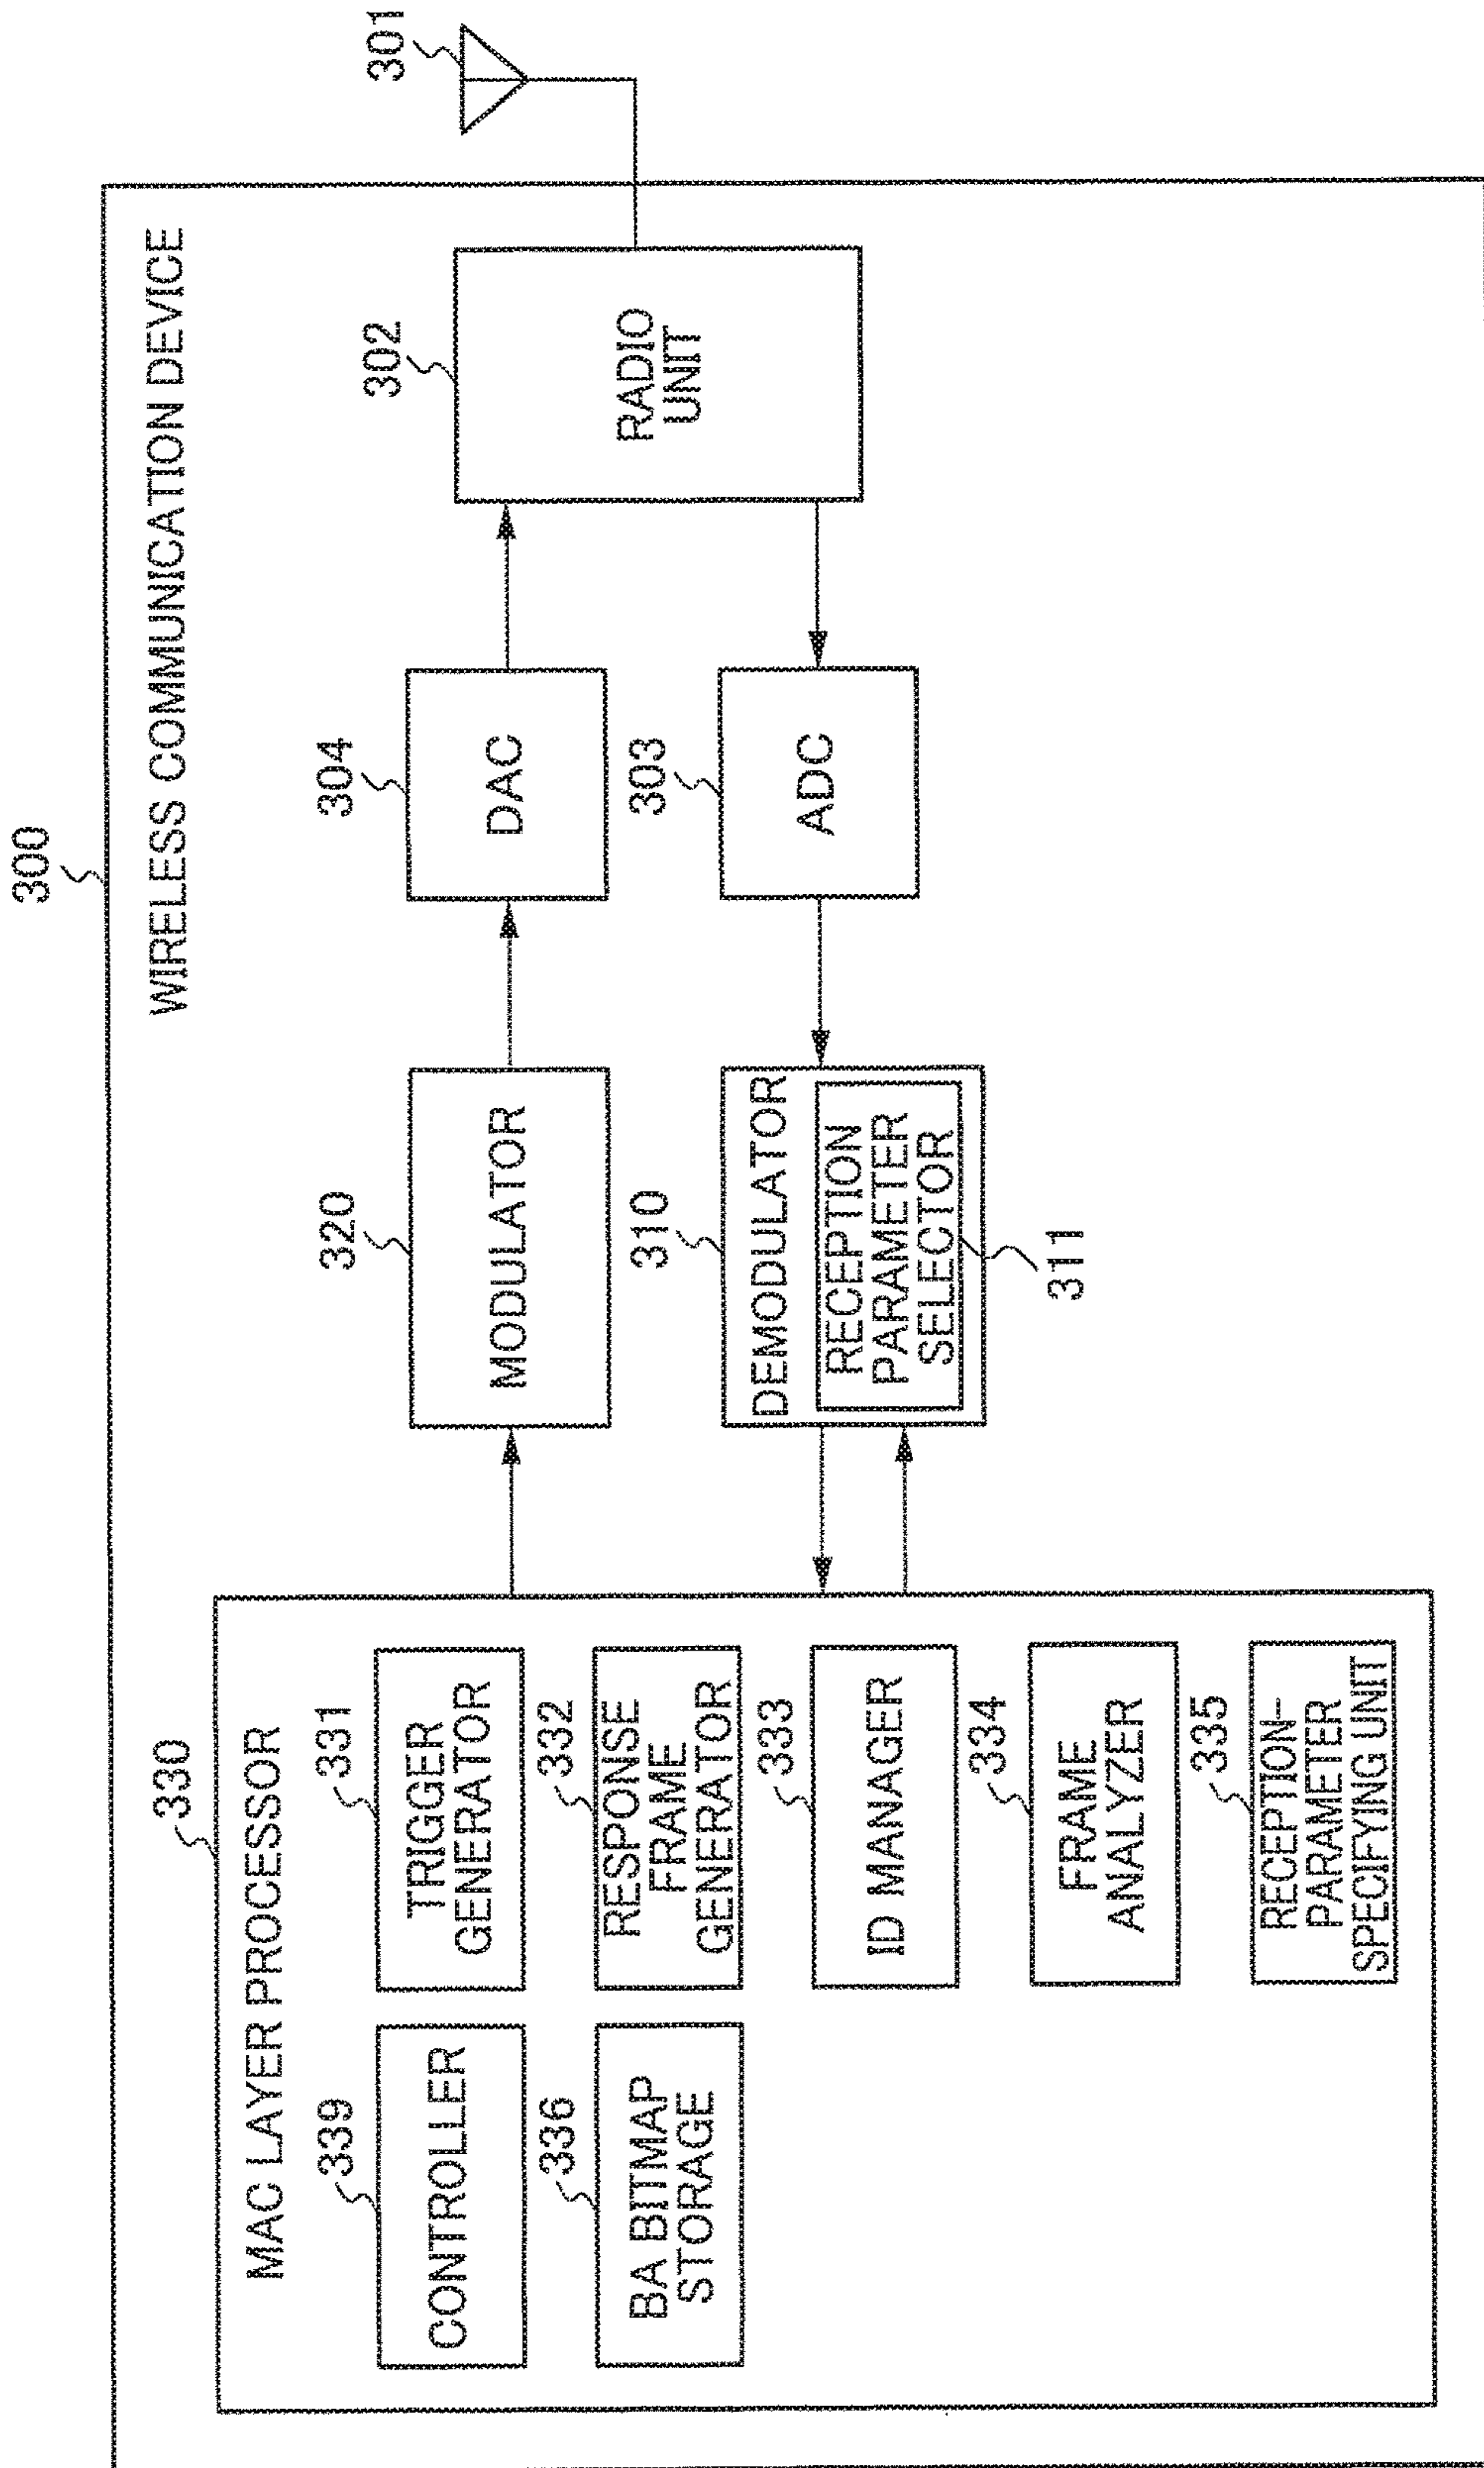 300
WIRELESS COMMUNICATION DEVICE
330
MAC LAYER PROCESSOR
339
CONTROLLER
336
BA BITMAP
STORAGE
331
TRIGGER
GENERATOR
332
RESPONSE
FRAME
GENERATOR
333
ID MANAGER
334
FRAME
ANALYZER
335
RECEPTION-
PARAMETER
SPECIFYING UNIT
320
MODULATOR
310
DEMODULATOR
RECEPTION
PARAMETER
SELECTOR
311
304
DAC
303
ADC
302
RADIO
UNIT
301